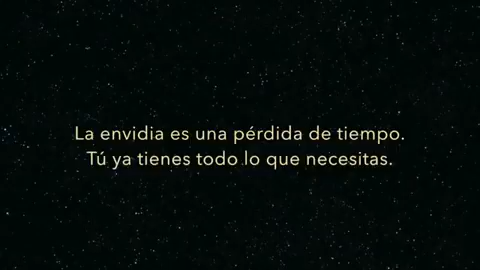 La envidia es una pérdida de tiempo.
Tú ya tienes todo lo que necesitas.